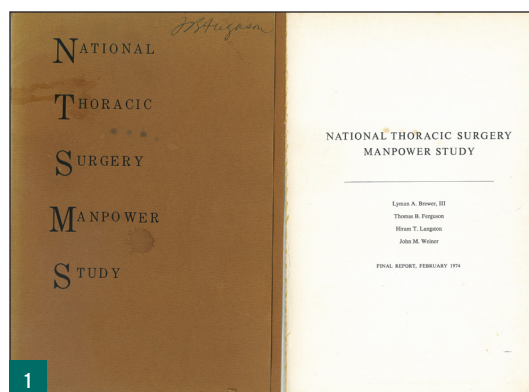 TBFerguson
NATIONAL
THORACIC
SURGERY
MANPOWER
STUDY
NATIONAL THORACIC SURGERY
MANPOWER STUDY
Lyman A. Brewer, III
Thomas B. Ferguson
Hiram T. Langston
John M. Weiner
FINAL REPORT, FEBRUARY 1974
1